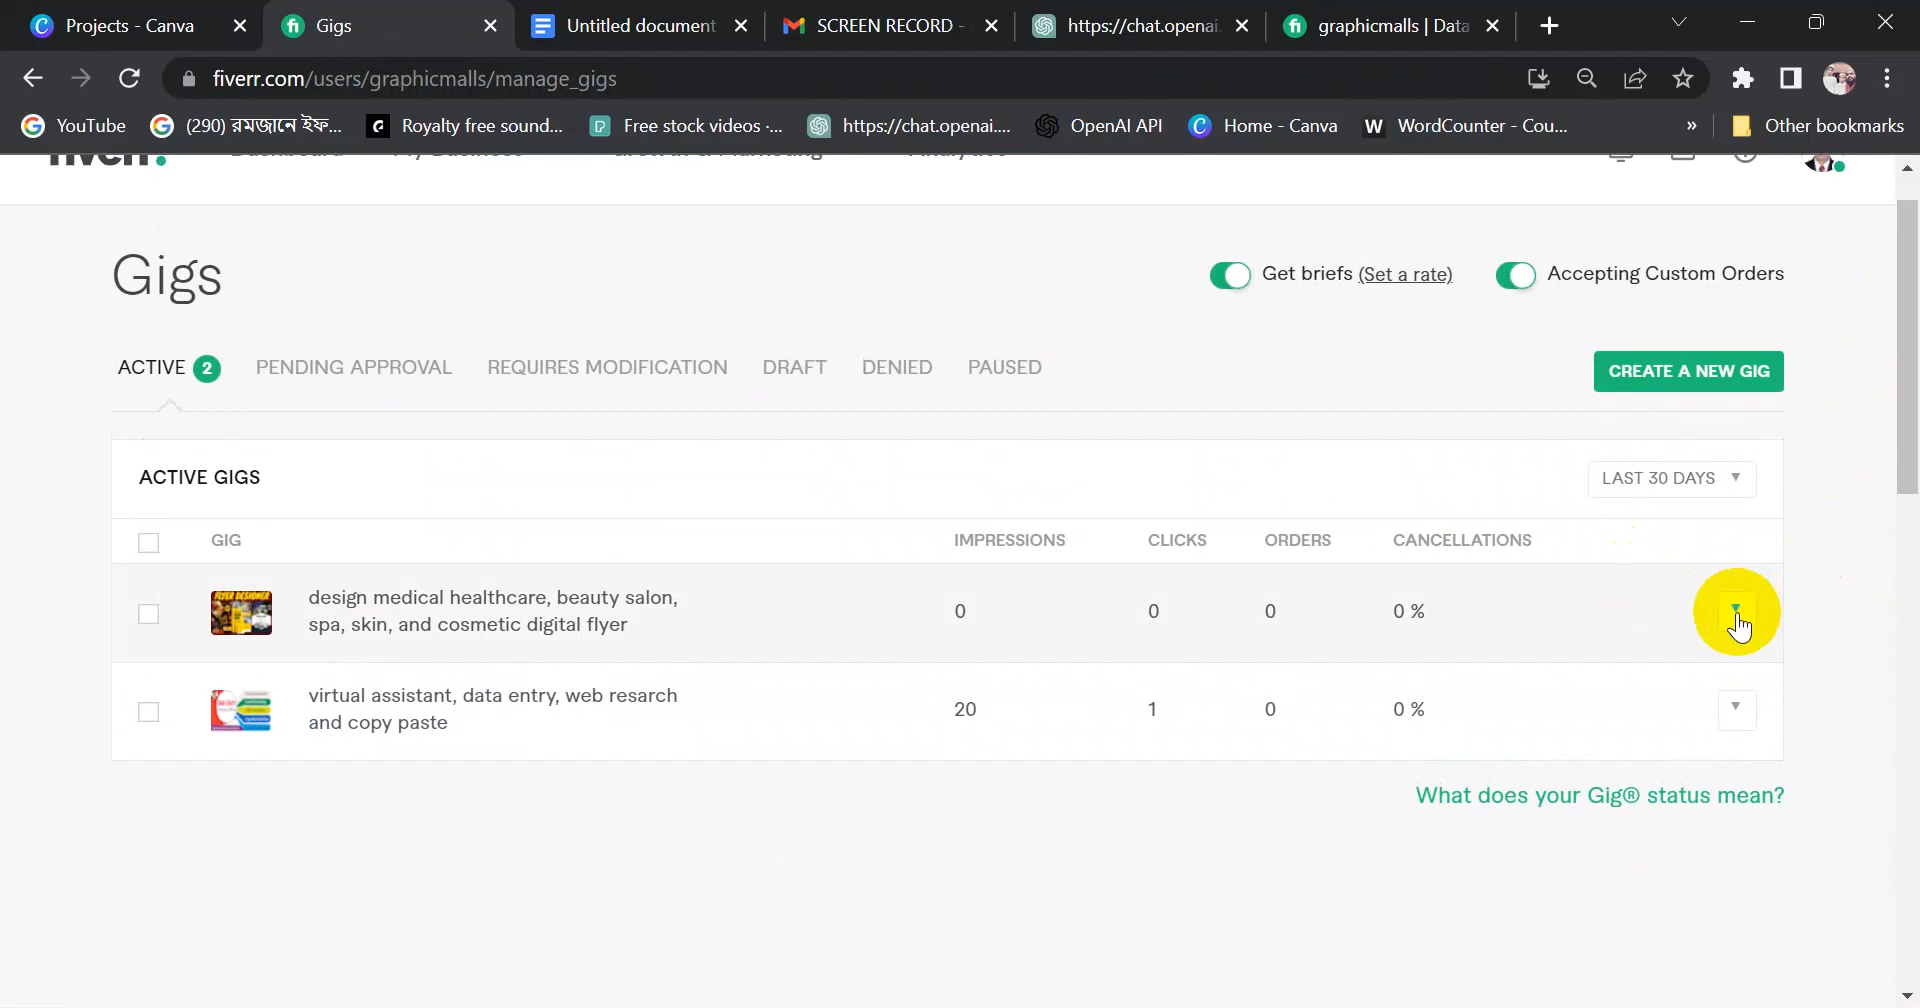 Projects - Canva
Gigs
Untitled document
SCREEN RECORD -
https://chat.openai.
graphicmalls | Data
fiverr.com/users/graphicmalls/manage_gigs
YouTube
(290) রমজানে ইফ...
Royalty free sound...
Free stock videos ·...
https://chat.openai....
OpenAI API
Home - Canva
WordCounter - Cou...
»
Other bookmarks
fiverr.
Gigs
Get briefs (Set a rate)
Accepting Custom Orders
ACTIVE 2
PENDING APPROVAL
REQUIRES MODIFICATION
DRAFT
DENIED
PAUSED
CREATE A NEW GIG
ACTIVE GIGS
LAST 30 DAYS
GIG
IMPRESSIONS
CLICKS
ORDERS
CANCELLATIONS
design medical healthcare, beauty salon,
spa, skin, and cosmetic digital flyer
0
0
0
0 %
virtual assistant, data entry, web resarch
and copy paste
20
1
0
0 %
What does your Gig® status mean?